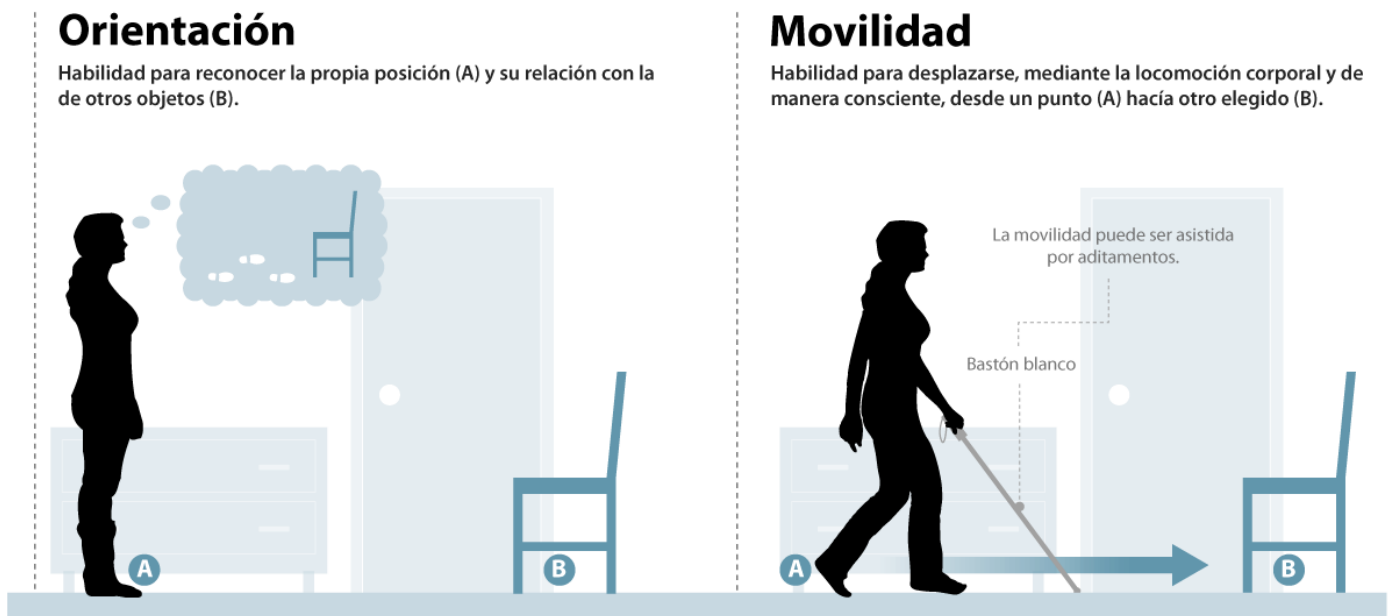 Orientación
Habilidad para reconocer la propia posición (A) y su relación con la
de otros objetos (B).
A
B
Movilidad
Habilidad para desplazarse, mediante la locomoción corporal y de
manera consciente, desde un punto (A) hacía otro elegido (B).
La movilidad puede ser asistida
por aditamentos.
Bastón blanco
A
B